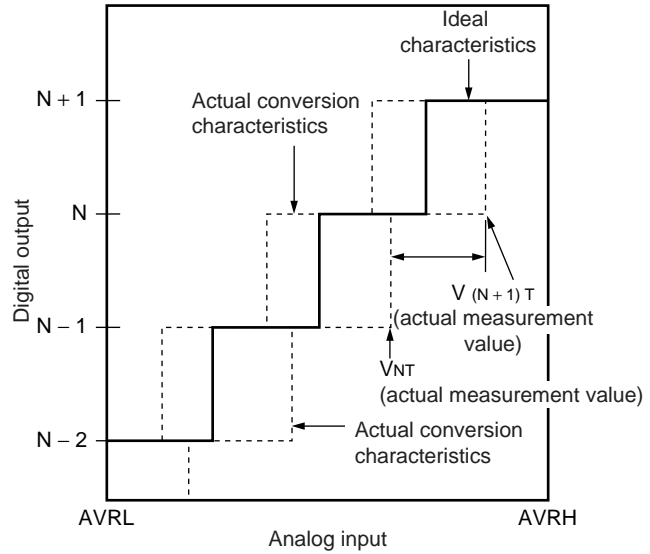 Ideal
characteristics
N + 1
Actual conversion
characteristics
N
Digital output
V (N + 1) T
(actual measurement
value)
N – 1
VNT
(actual measurement value)
Actual conversion
characteristics
N – 2
AVRL
AVRH
Analog input